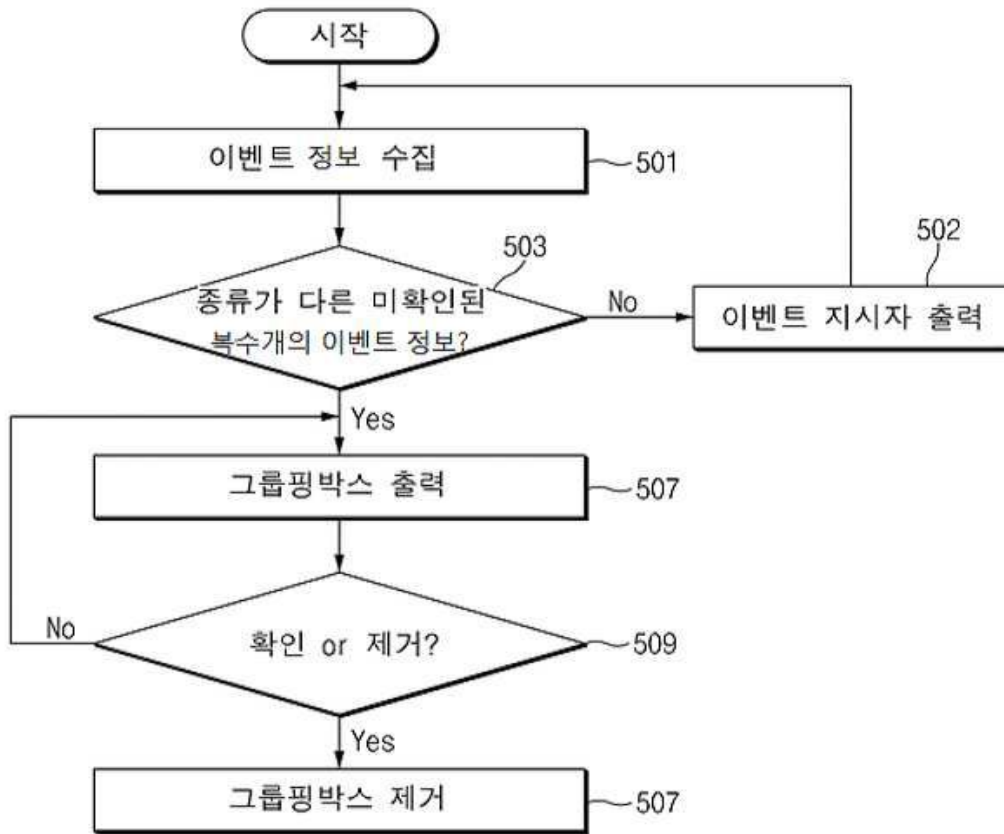 시작
이벤트 정보 수집
501
503
종류가 다른 미확인된
복수개의 이벤트 정보?
No
502
이벤트 지시자 출력
Yes
그룹핑박스 출력
507
확인 or 제거?
509
No
Yes
그룹핑박스 제거
507